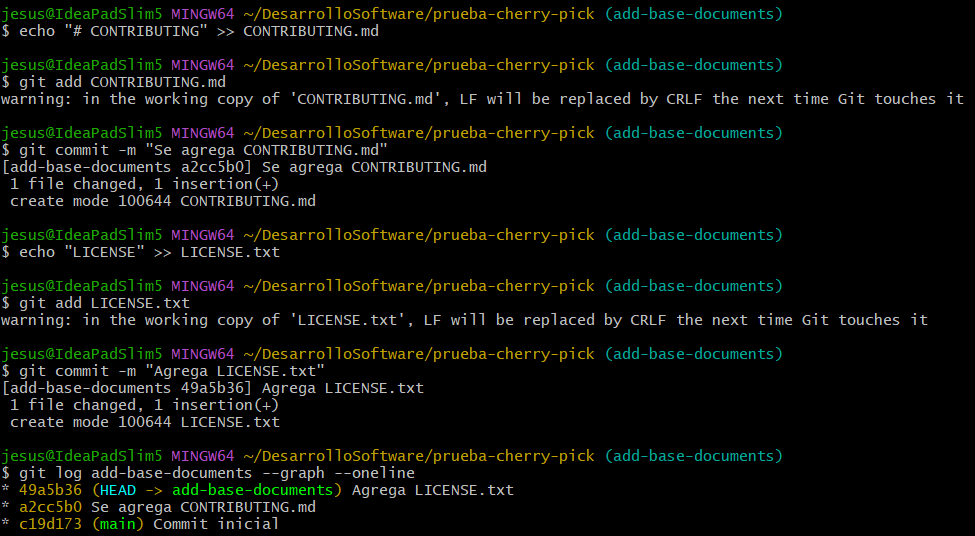 jesus@IdeaPadSlim5 MINGW64 ~/DesarrolloSoftware/prueba-cherry-pick (add-base-documents)
$ echo "# CONTRIBUTING" >> CONTRIBUTING.md
jesus@IdeaPadSlim5 MINGW64 ~/DesarrolloSoftware/prueba-cherry-pick (add-base-documents)
$ git add CONTRIBUTING.md
warning: in the working copy of 'CONTRIBUTING.md', LF will be replaced by CRLF the next time Git touches it
jesus@IdeaPadSlim5 MINGW64 ~/DesarrolloSoftware/prueba-cherry-pick (add-base-documents)
$ git commit -m "Se agrega CONTRIBUTING.md"
[add-base-documents a2cc5b0] Se agrega CONTRIBUTING.md
 1 file changed, 1 insertion(+)
 create mode 100644 CONTRIBUTING.md
jesus@IdeaPadSlim5 MINGW64 ~/DesarrolloSoftware/prueba-cherry-pick (add-base-documents)
$ echo "LICENSE" >> LICENSE.txt
jesus@IdeaPadSlim5 MINGW64 ~/DesarrolloSoftware/prueba-cherry-pick (add-base-documents)
$ git add LICENSE.txt
warning: in the working copy of 'LICENSE.txt', LF will be replaced by CRLF the next time Git touches it
jesus@IdeaPadSlim5 MINGW64 ~/DesarrolloSoftware/prueba-cherry-pick (add-base-documents)
$ git commit -m "Agrega LICENSE.txt"
[add-base-documents 49a5b36] Agrega LICENSE.txt
 1 file changed, 1 insertion(+)
 create mode 100644 LICENSE.txt
jesus@IdeaPadSlim5 MINGW64 ~/DesarrolloSoftware/prueba-cherry-pick (add-base-documents)
$ git log add-base-documents --graph --oneline
* 49a5b36 (HEAD -> add-base-documents) Agrega LICENSE.txt
* a2cc5b0 Se agrega CONTRIBUTING.md
* c19d173 (main) Commit inicial